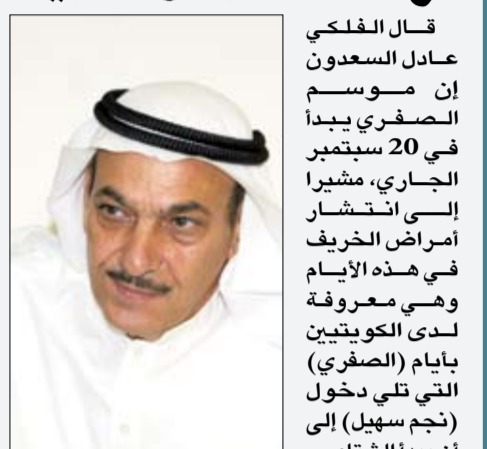 قال الفلكي
عادل السعدون
إن موسم
الصفري يبدأ
في 20 سبتمبر
الجاري، مشيرا
إلى انتشار
أمراض الخريف
في هذه الأيام
وهي معروفة
لدى الكويتيين
بأيام (الصفري)
التي تلي دخول
(نجم سهيل) إلى